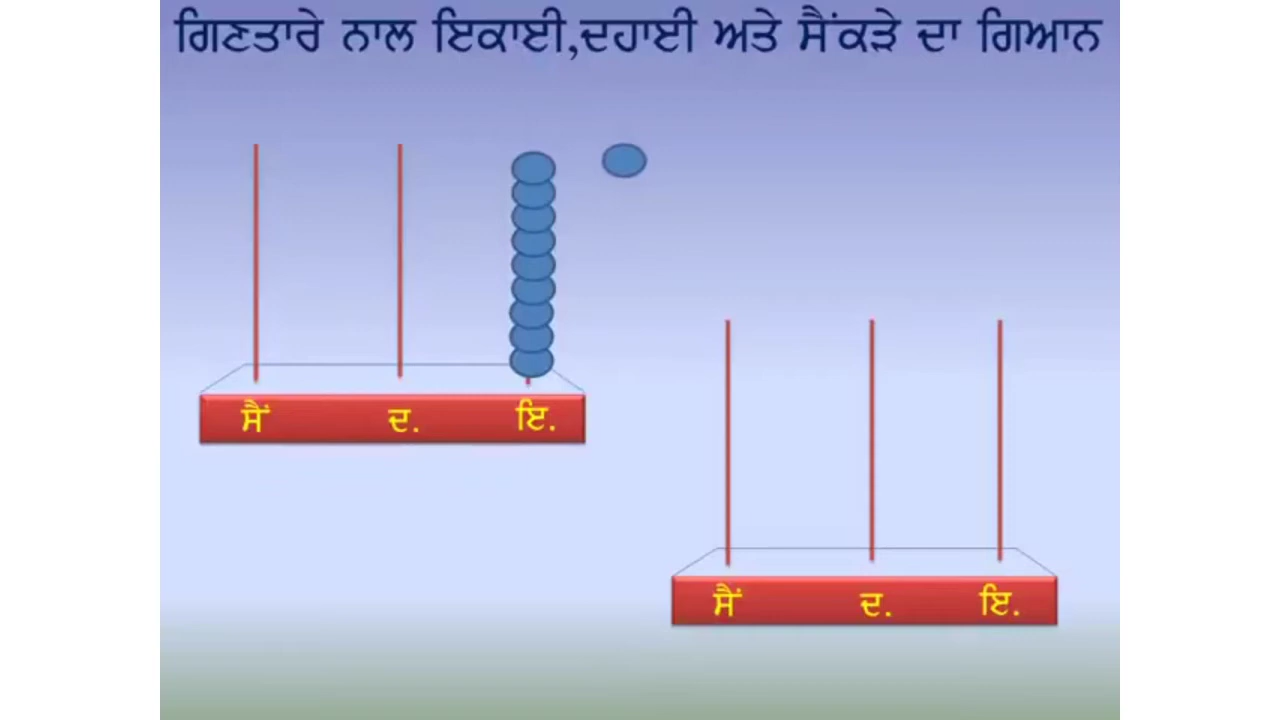 ਗਿਣਤਾਰੇ ਨਾਲ ਇਕਾਈ,ਦਹਾਈ ਅਤੇ ਸੈਂਕੜੇ ਦਾ ਗਿਆਨ
ਸੈਂ ਦ. ਇ.
ਸੈਂ ਦ. ਇ.